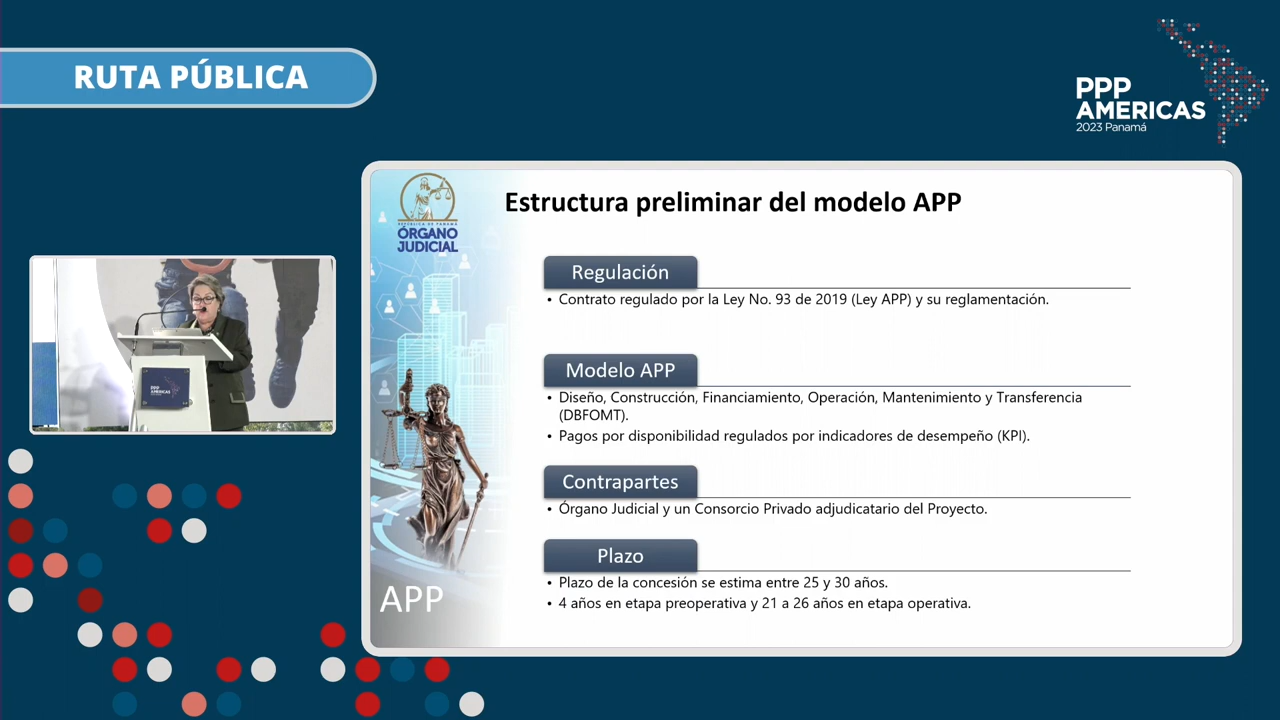 RUTA PÚBLICA
PPP
AMERICAS
2023 Panamá
ÓRGANO
JUDICIAL
Estructura preliminar del modelo APP
Regulación
• Contrato regulado por la Ley No. 93 de 2019 (Ley APP) y su reglamentación.
Modelo APP
• Diseño, Construcción, Financiamiento, Operación, Mantenimiento y Transferencia
(DBFOMT).
• Pagos por disponibilidad regulados por indicadores de desempeño (KPI).
Contrapartes
• Órgano Judicial y un Consorcio Privado adjudicatario del Proyecto.
Plazo
• Plazo de la concesión se estima entre 25 y 30 años.
• 4 años en etapa preoperativa y 21 a 26 años en etapa operativa.
APP
PPP
AMERICAS